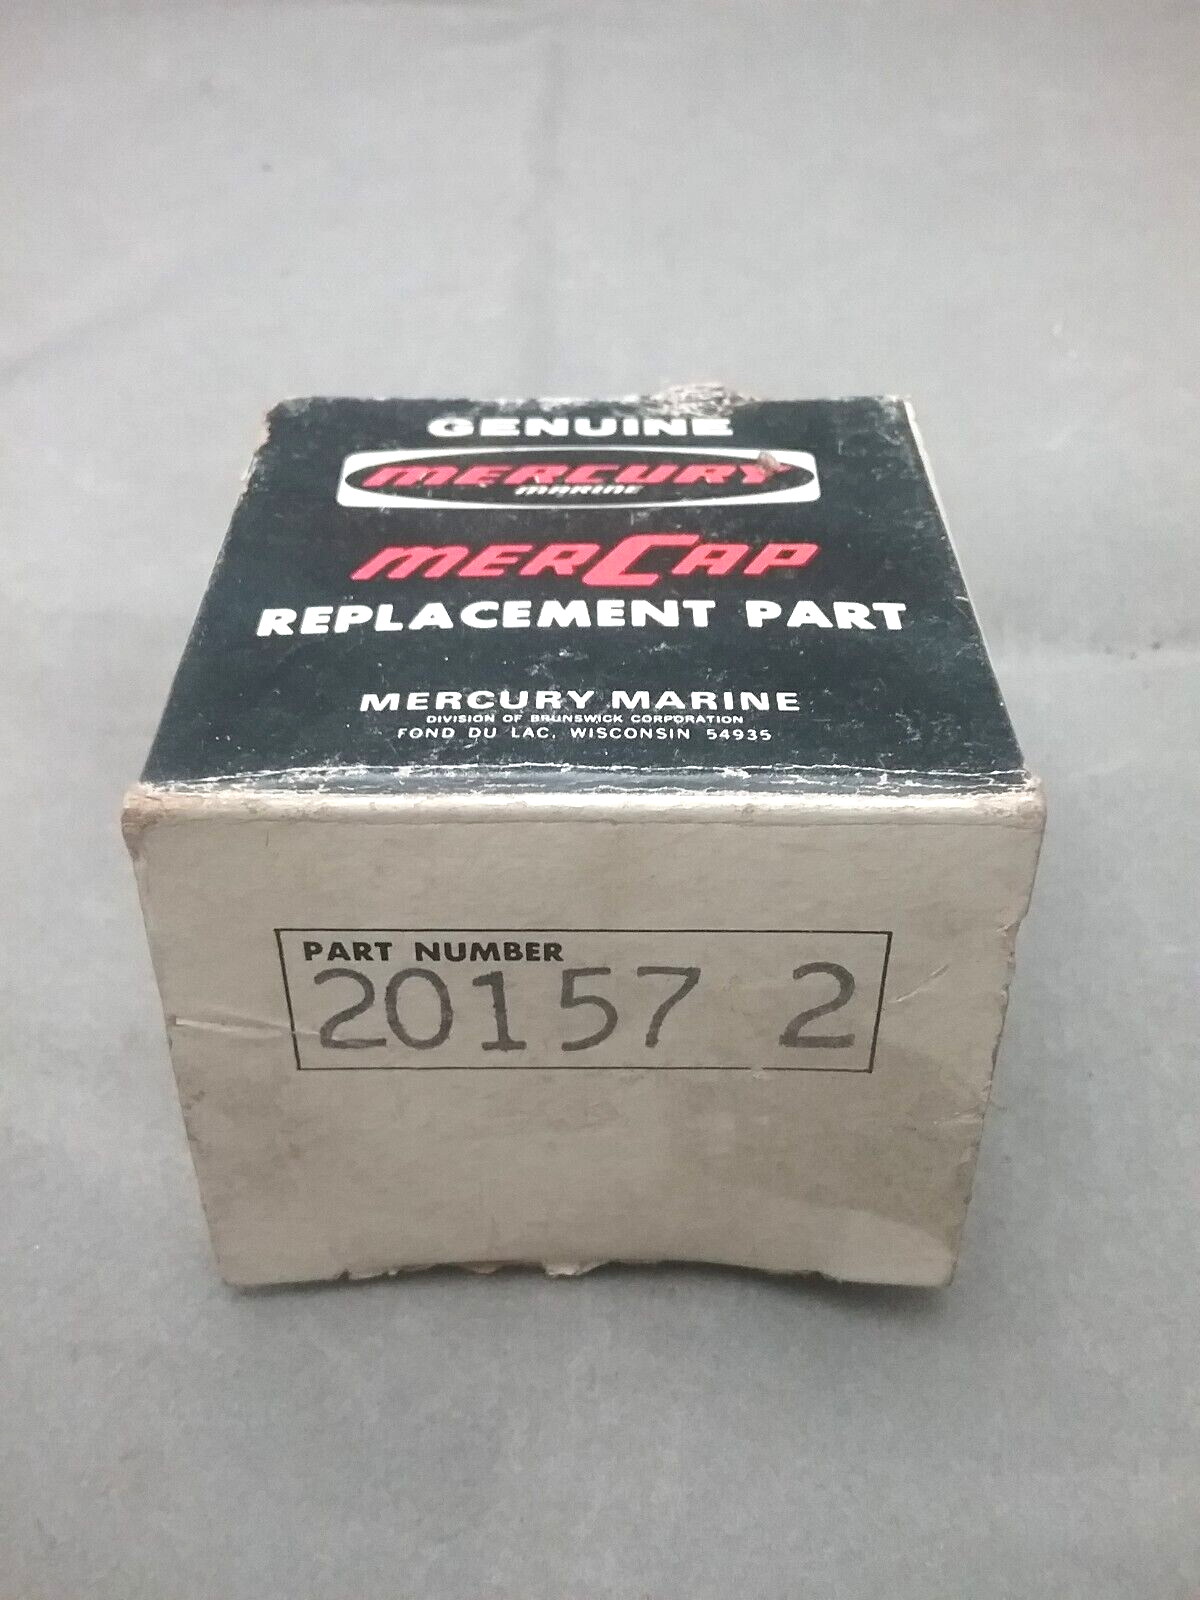 GENUINE
MERCURY
MARINE
MERCAP
REPLACEMENT PART
MERCURY MARINE
DIVISION OF BRUNSWICK CORPORATION
FOND DU LAC, WISCONSIN 54935
PART NUMBER
20157 2